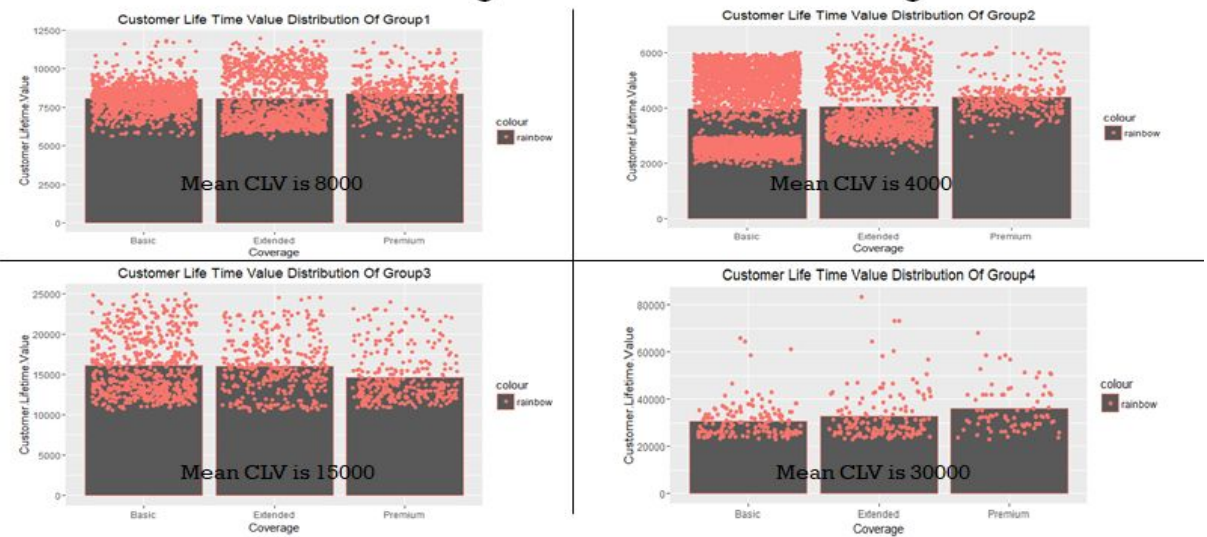 Customer Life Time Value Distribution Of Group1
12500
10000
7500
5000
2500
0
Customer.Lifetime.Value
Mean CLV is 8000
Basic
Extended
Premium
Coverage
colour
rainbow
Customer Life Time Value Distribution Of Group2
6000
4000
2000
0
Customer.Lifetime.Value
Mean CLV is 4000
Basic
Extended
Premium
Coverage
colour
rainbow
Customer Life Time Value Distribution Of Group3
25000
20000
15000
10000
5000
0
Customer.Lifetime.Value
Mean CLV is 15000
Basic
Extended
Premium
Coverage
colour
rainbow
Customer Life Time Value Distribution Of Group4
80000
60000
40000
20000
0
Customer.Lifetime.Value
Mean CLV is 30000
Basic
Extended
Premium
Coverage
colour
rainbow